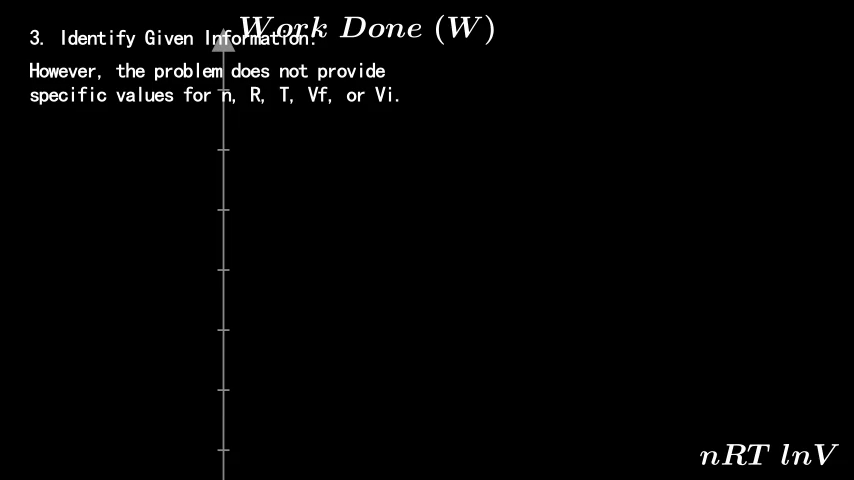 Work Done (W)
3. Identify Given Information:
However, the problem does not provide
specific values for n, R, T, Vf, or Vi.
nRT lnV